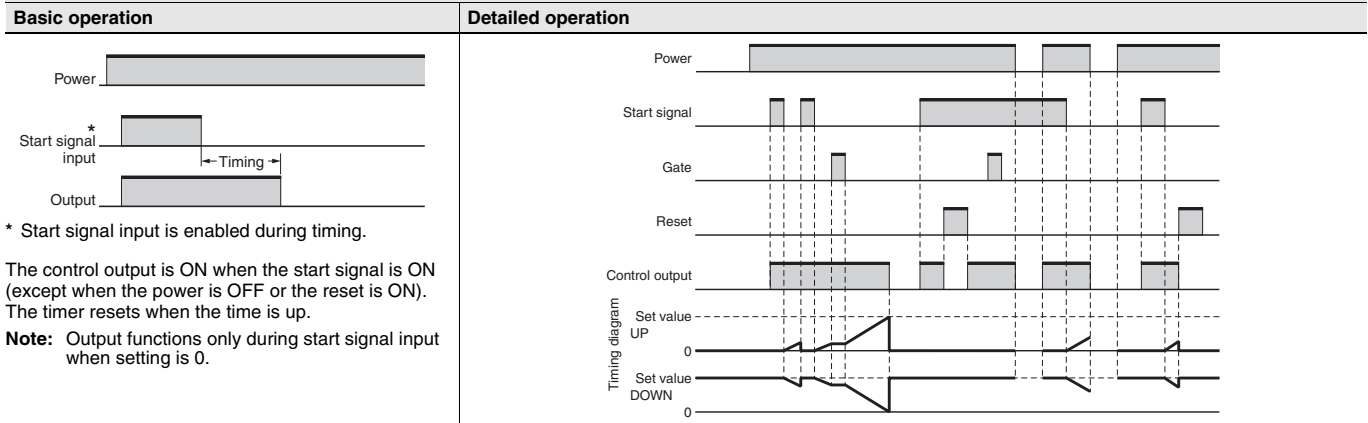 Basic operation
Detailed operation
Power
*
Start signal
input
Timing
Output
* Start signal input is enabled during timing.
The control output is ON when the start signal is ON
(except when the power is OFF or the reset is ON).
The timer resets when the time is up.
Note: Output functions only during start signal input
when setting is 0.
Power
Start signal
Gate
Reset
Control output
Timing diagram
Set value
UP
0
Set value
DOWN
0